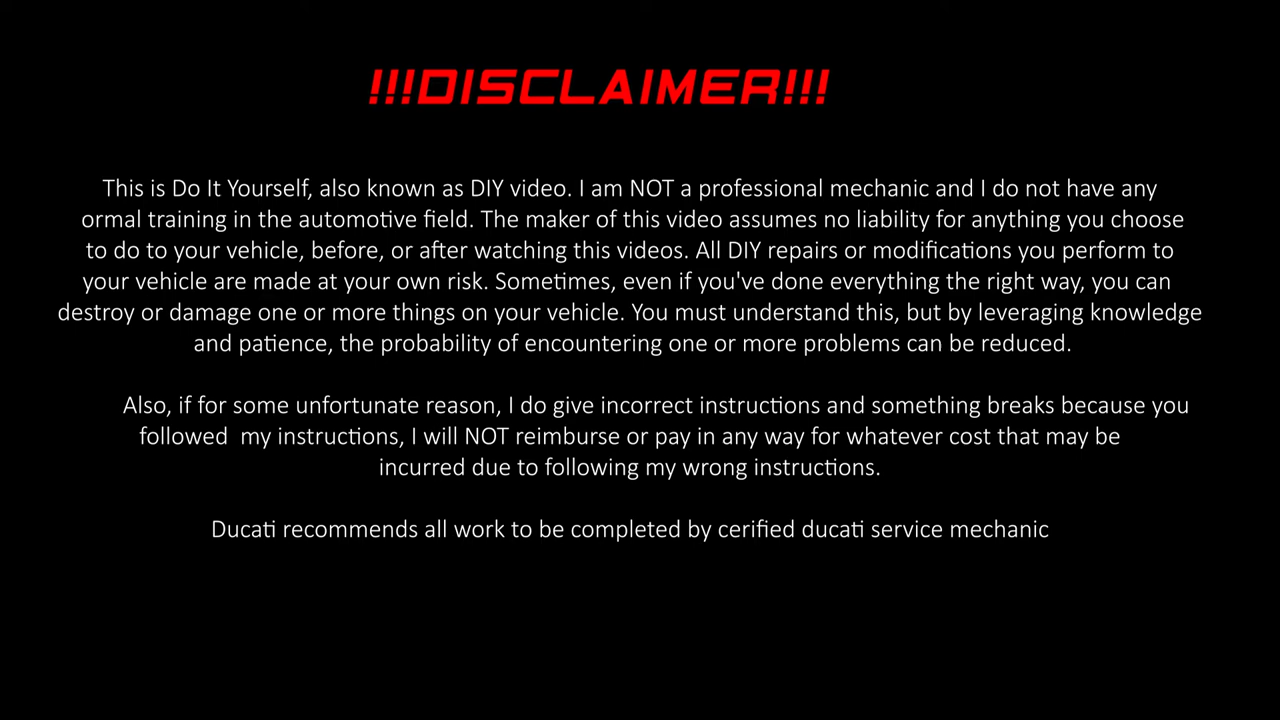 !!!DISCLAIMER!!!
This is Do It Yourself, also known as DIY video. I am NOT a professional mechanic and I do not have any
ormal training in the automotive field. The maker of this video assumes no liability for anything you choose
to do to your vehicle, before, or after watching this videos. All DIY repairs or modifications you perform to
your vehicle are made at your own risk. Sometimes, even if you've done everything the right way, you can
destroy or damage one or more things on your vehicle. You must understand this, but by leveraging knowledge
and patience, the probability of encountering one or more problems can be reduced.
Also, if for some unfortunate reason, I do give incorrect instructions and something breaks because you
followed  my instructions, I will NOT reimburse or pay in any way for whatever cost that may be
incurred due to following my wrong instructions.
Ducati recommends all work to be completed by cerified ducati service mechanic